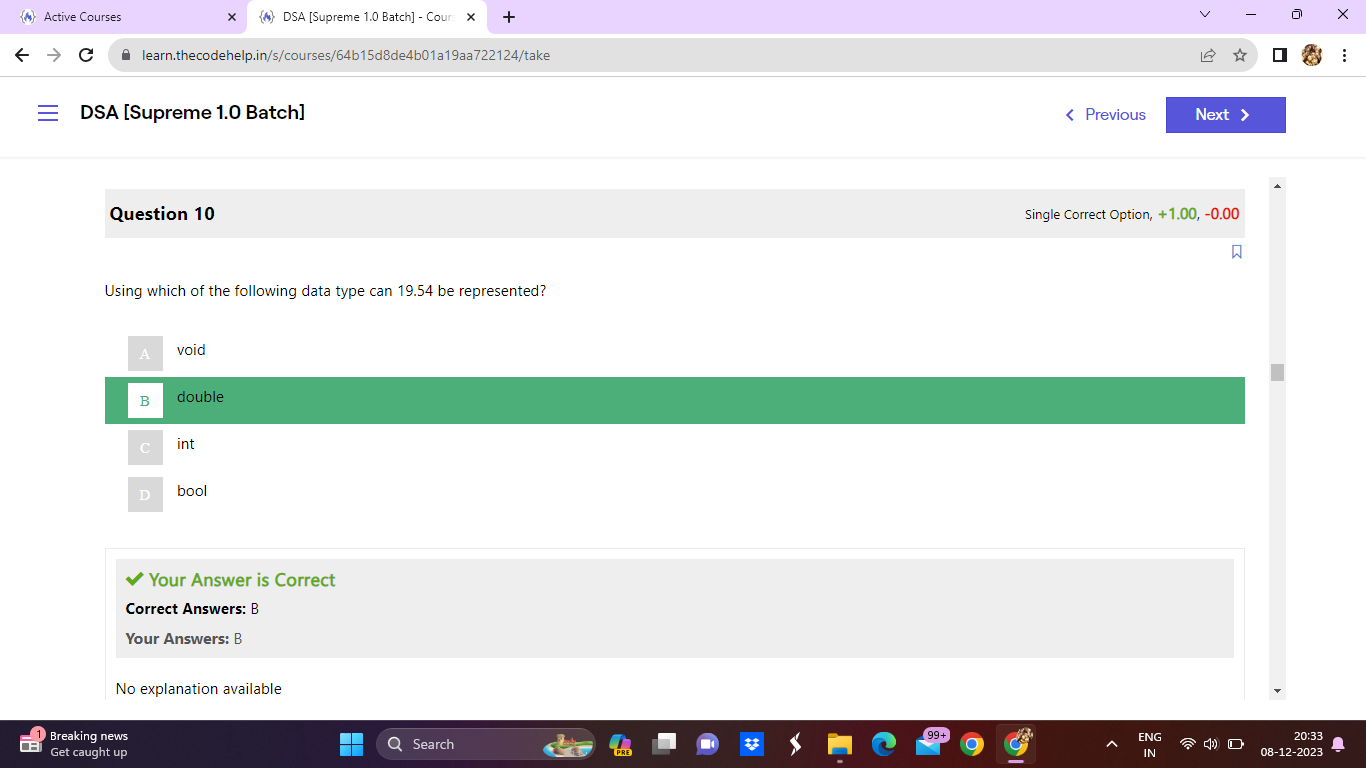 Active Courses
DSA [Supreme 1.0 Batch] - Cour
learn.thecodehelp.in/s/courses/64b15d8de4b01a19aa722124/take
DSA [Supreme 1.0 Batch]
Previous
Next
Question 10
Single Correct Option, +1.00, -0.00
Using which of the following data type can 19.54 be represented?
A void
B double
C int
D bool
Your Answer is Correct
Correct Answers: B
Your Answers: B
No explanation available
1
Breaking news
Get caught up
Search
PRE
99+
ENG
IN
20:33
08-12-2023